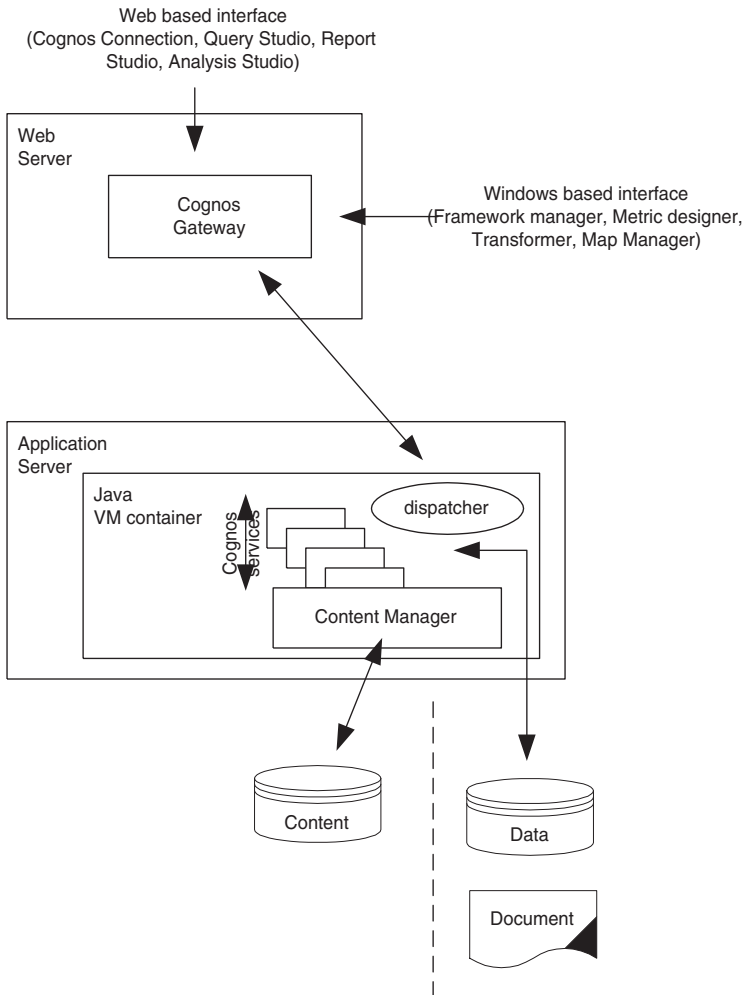 Web based interface
(Cognos Connection, Query Studio, Report
Studio, Analysis Studio)
Web
Server
Cognos
Gateway
Windows based interface
(Framework manager, Metric designer,
Transformer, Map Manager)
Application
Server
Java
VM container
Cognos
services
dispatcher
Content Manager
Content
Data
Document